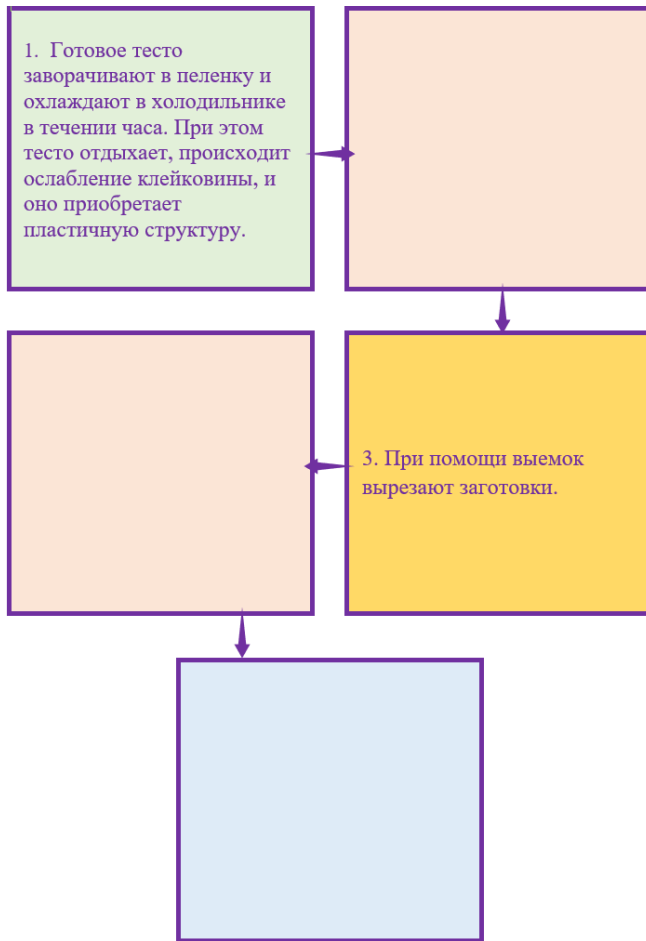 1. Готовое тесто
заворачивают в пеленку и
охлаждают в холодильнике
в течении часа. При этом
тесто отдыхает, происходит
ослабление клейковины, и
оно приобретает
пластичную структуру.
3. При помощи выемок
вырезают заготовки.